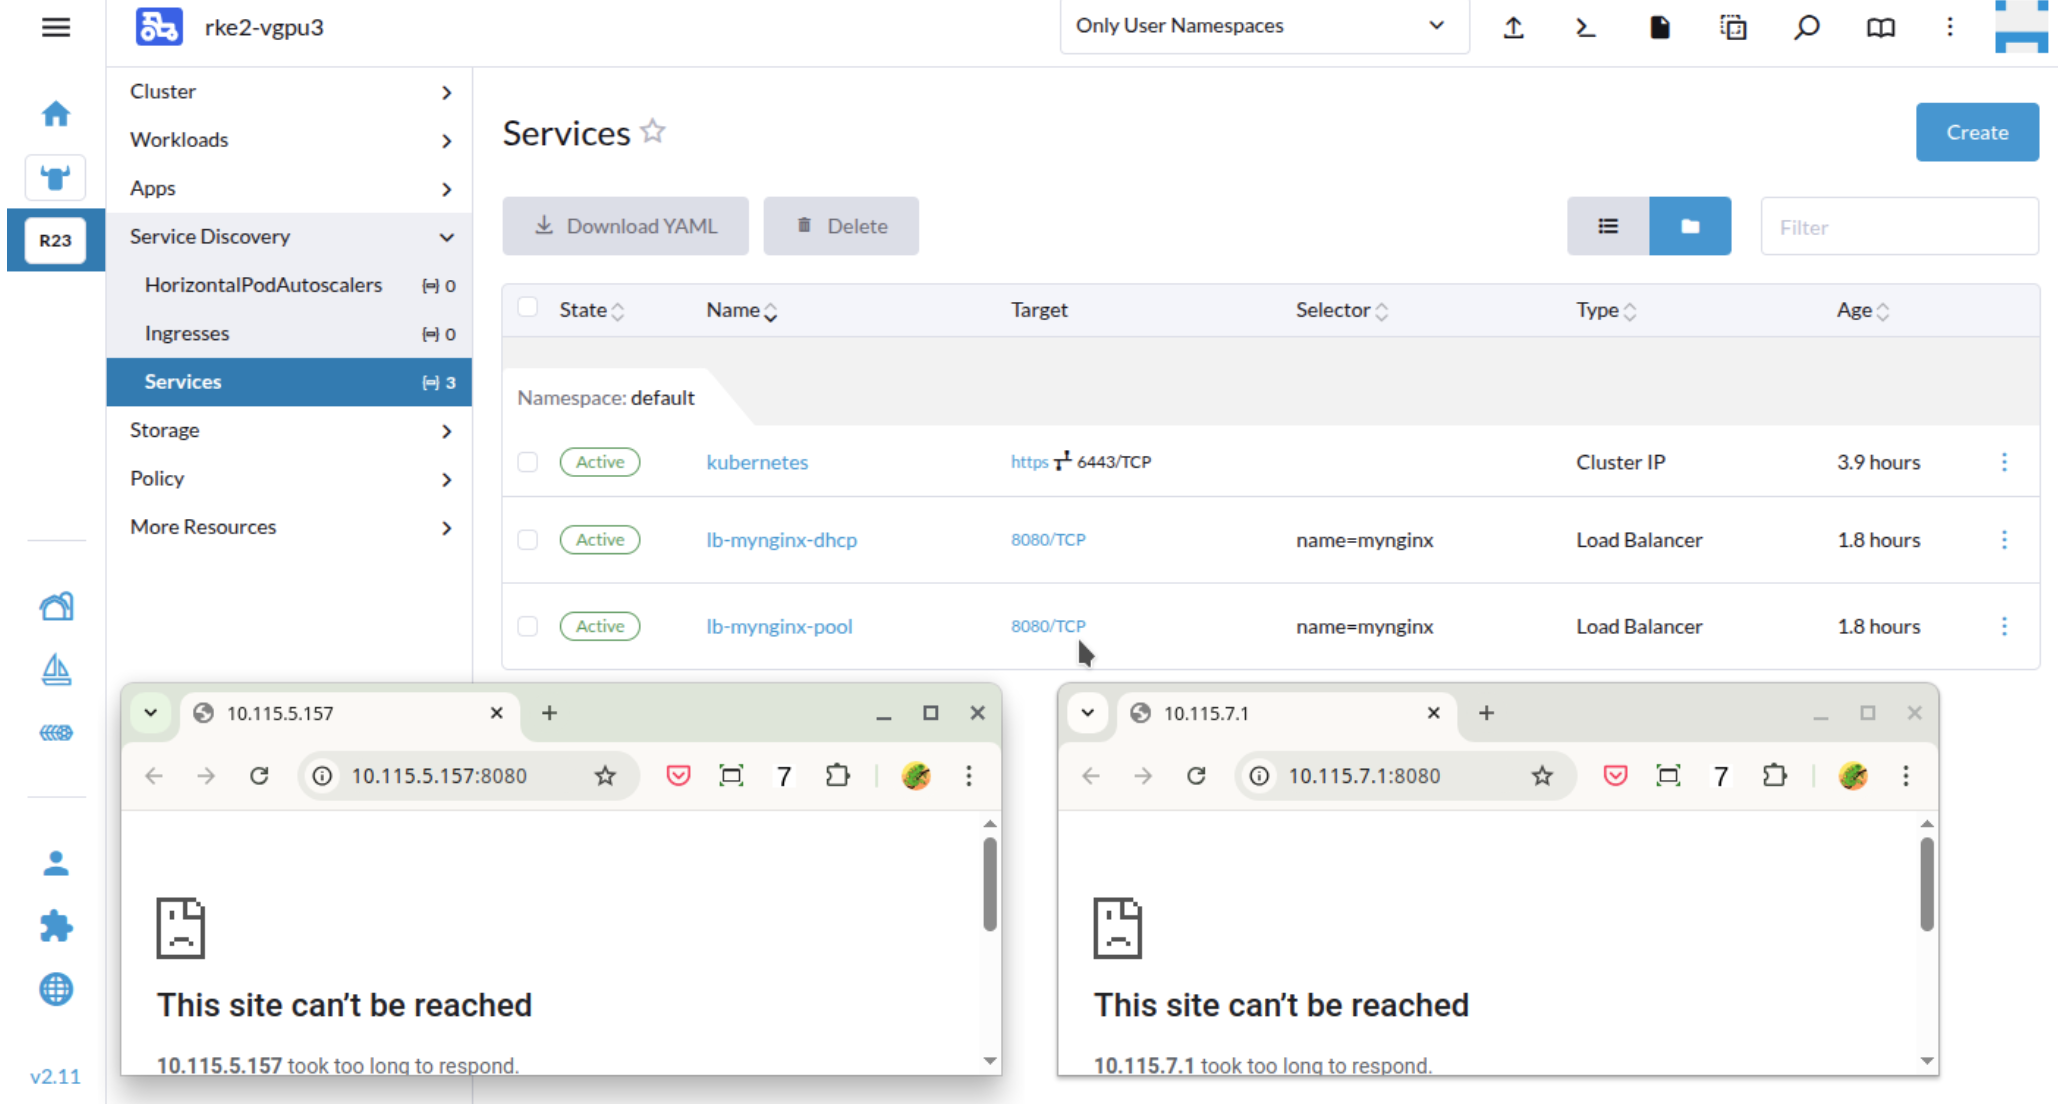 rke2-vgpu3
Only User Namespaces
Cluster
Workloads
Apps
R23
Service Discovery
HorizontalPodAutoscalers 0
Ingresses 0
Services 3
Storage
Policy
More Resources
v2.11
Services
Create
Download YAML
Delete
Filter
State Name Target Selector Type Age
Namespace: default
Active kubernetes https 6443/TCP Cluster IP 3.9 hours
Active lb-mynginx-dhcp 8080/TCP name=mynginx Load Balancer 1.8 hours
Active lb-mynginx-pool 8080/TCP name=mynginx Load Balancer 1.8 hours
10.115.5.157
10.115.5.157:8080
7
This site can’t be reached
10.115.5.157 took too long to respond.
10.115.7.1
10.115.7.1:8080
7
This site can’t be reached
10.115.7.1 took too long to respond.